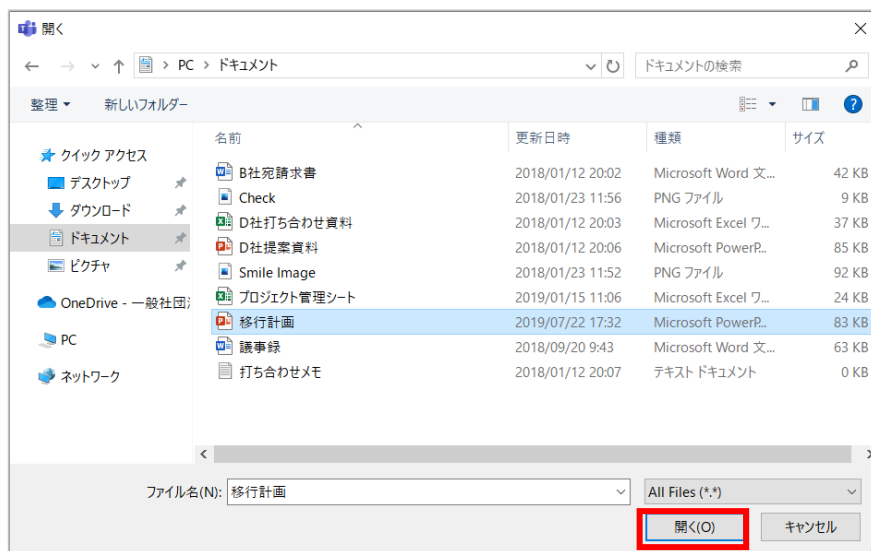 開く
PC > ドキュメント
ドキュメントの検索
整理 新しいフォルダー
名前 更新日時 種類 サイズ
クイック アクセス
デスクトップ
ダウンロード
ドキュメント
ピクチャ
OneDrive - 一般社団
PC
ネットワーク
B社宛請求書 2018/01/12 20:02 Microsoft Word 文... 42 KB
Check 2018/01/23 11:56 PNG ファイル 9 KB
D社打ち合わせ資料 2018/01/12 20:03 Microsoft Excel ワ... 37 KB
D社提案資料 2018/01/12 20:06 Microsoft PowerP... 85 KB
Smile Image 2018/01/23 11:52 PNG ファイル 92 KB
プロジェクト管理シート 2019/01/15 11:06 Microsoft Excel ワ... 24 KB
移行計画 2019/07/22 17:32 Microsoft PowerP... 83 KB
議事録 2018/09/20 9:43 Microsoft Word 文... 63 KB
打ち合わせメモ 2018/01/12 20:07 テキスト ドキュメント 0 KB
ファイル名(N): 移行計画 All Files (*.*)
開く(O) キャンセル